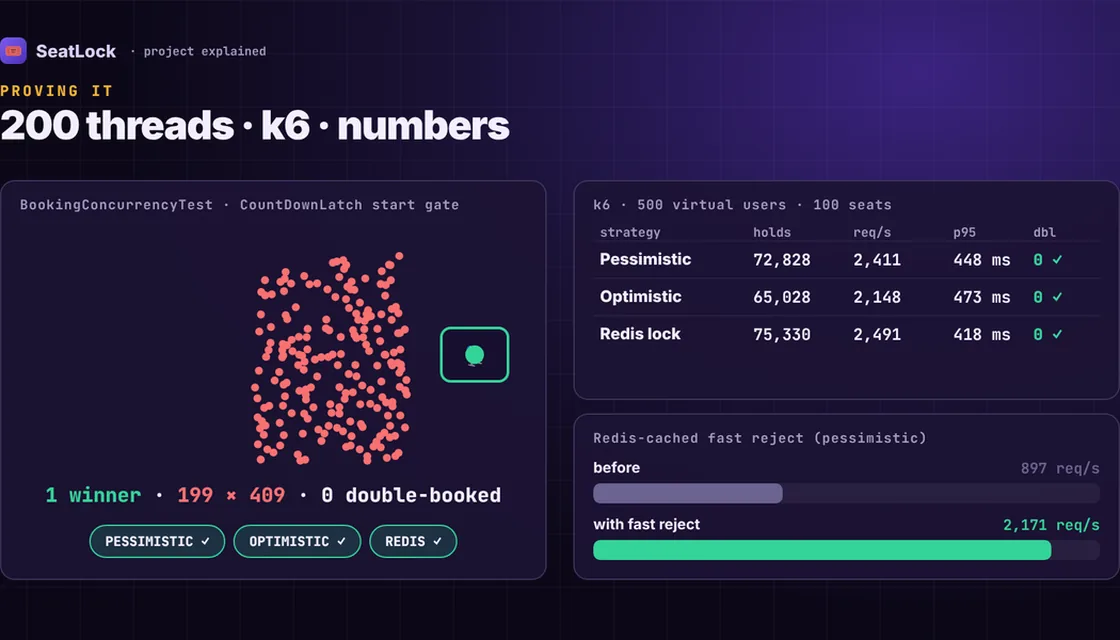 SeatLock · project explained
PROVING IT
200 threads · k6 · numbers
BookingConcurrencyTest · CountDownLatch start gate
1 winner · 199 × 409 · 0 double-booked
PESSIMISTIC ✓ OPTIMISTIC ✓ REDIS ✓
k6 · 500 virtual users · 100 seats
strategy holds req/s p95 dbl
Pessimistic 72,828 2,411 448 ms 0 ✓
Optimistic 65,028 2,148 473 ms 0 ✓
Redis lock 75,330 2,491 418 ms 0 ✓
Redis-cached fast reject (pessimistic)
before 897 req/s
with fast reject 2,171 req/s